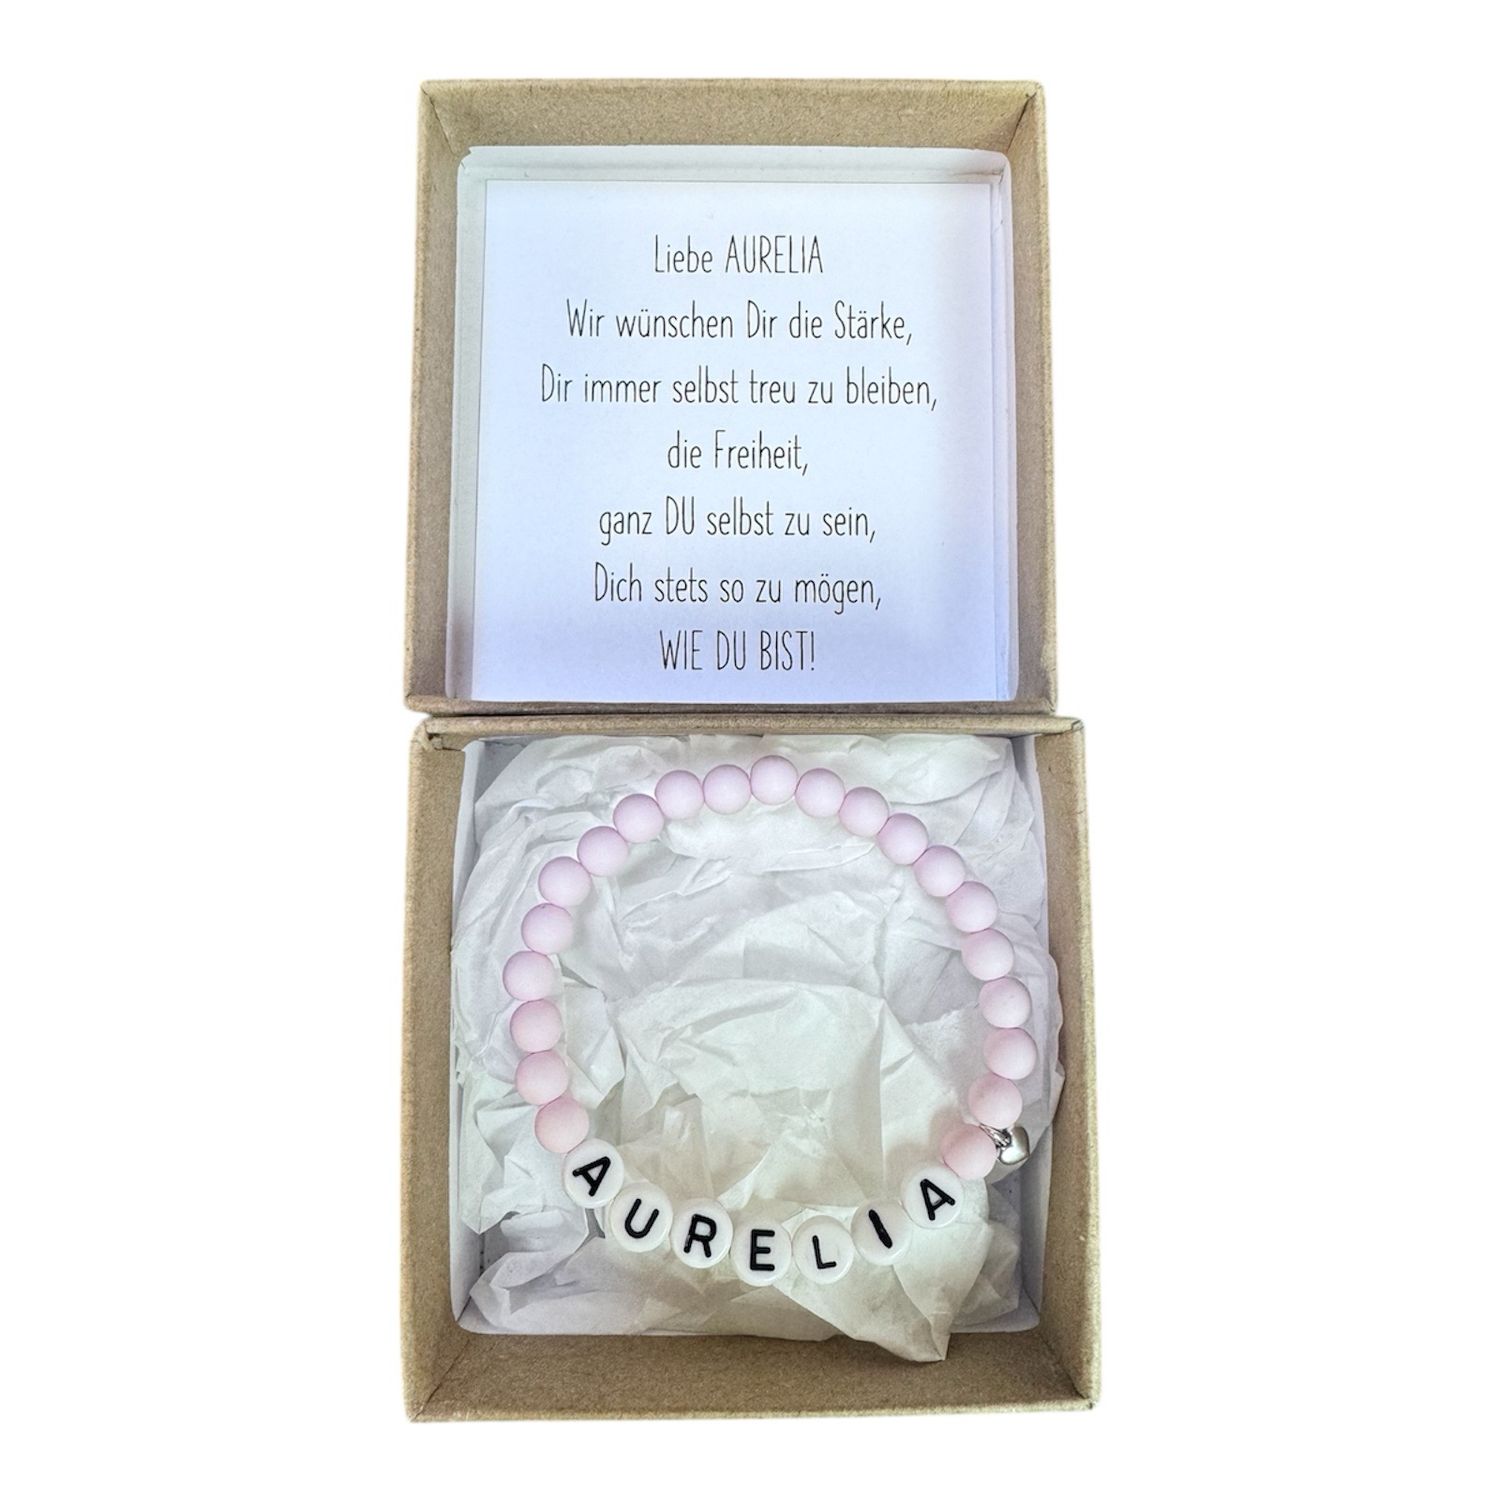 Liebe AURELIA
Wir wünschen Dir die Stärke,
Dir immer selbst treu zu bleiben,
die Freiheit,
ganz DU selbst zu sein,
Dich stets so zu mögen,
WIE DU BIST!
AURELIA